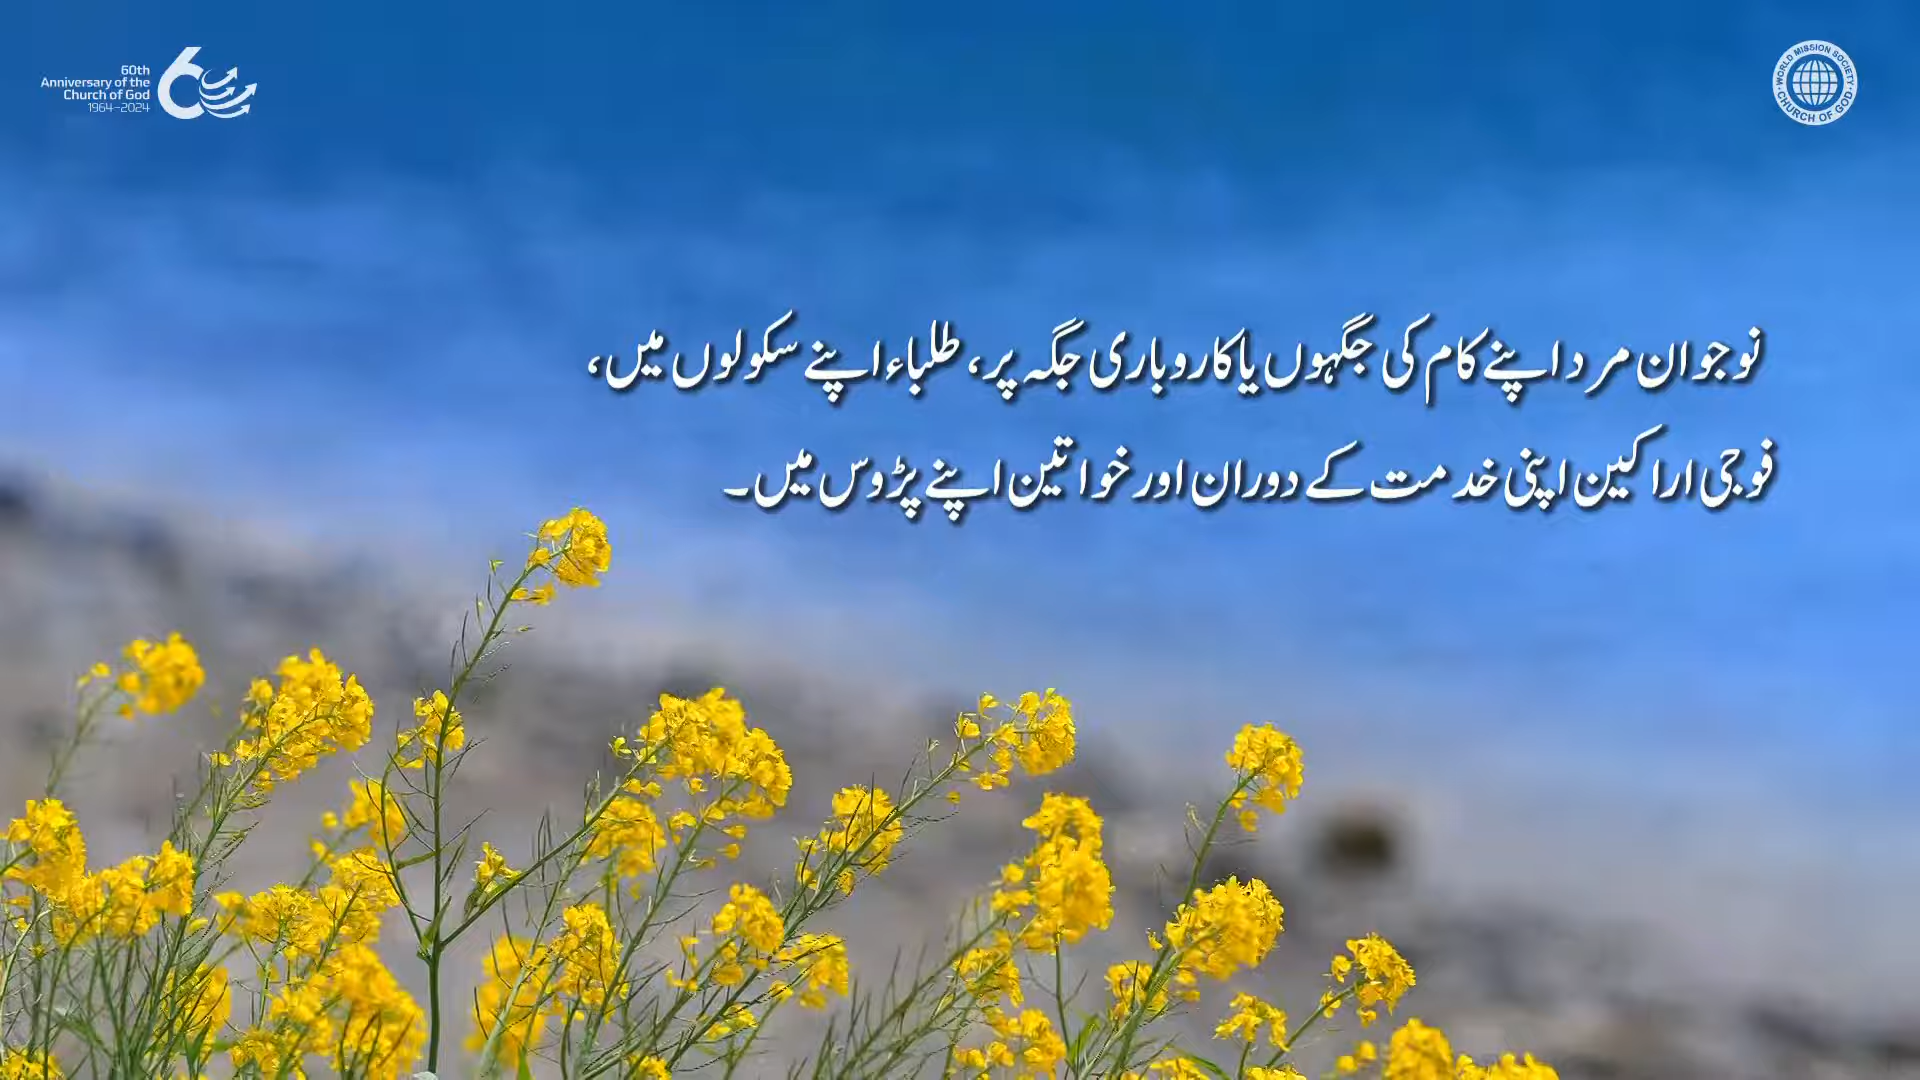 60th
Anniversary of the
Church of God
1964–2024
WORLD MISSION SOCIETY
CHURCH OF GOD
نوجوان مرد اپنے کام کی جگہوں یا کاروباری جگہ پر، طلباء اپنے سکولوں میں،
فوجی اراکین اپنی خدمت کے دوران اور خواتین اپنے پڑوس میں۔